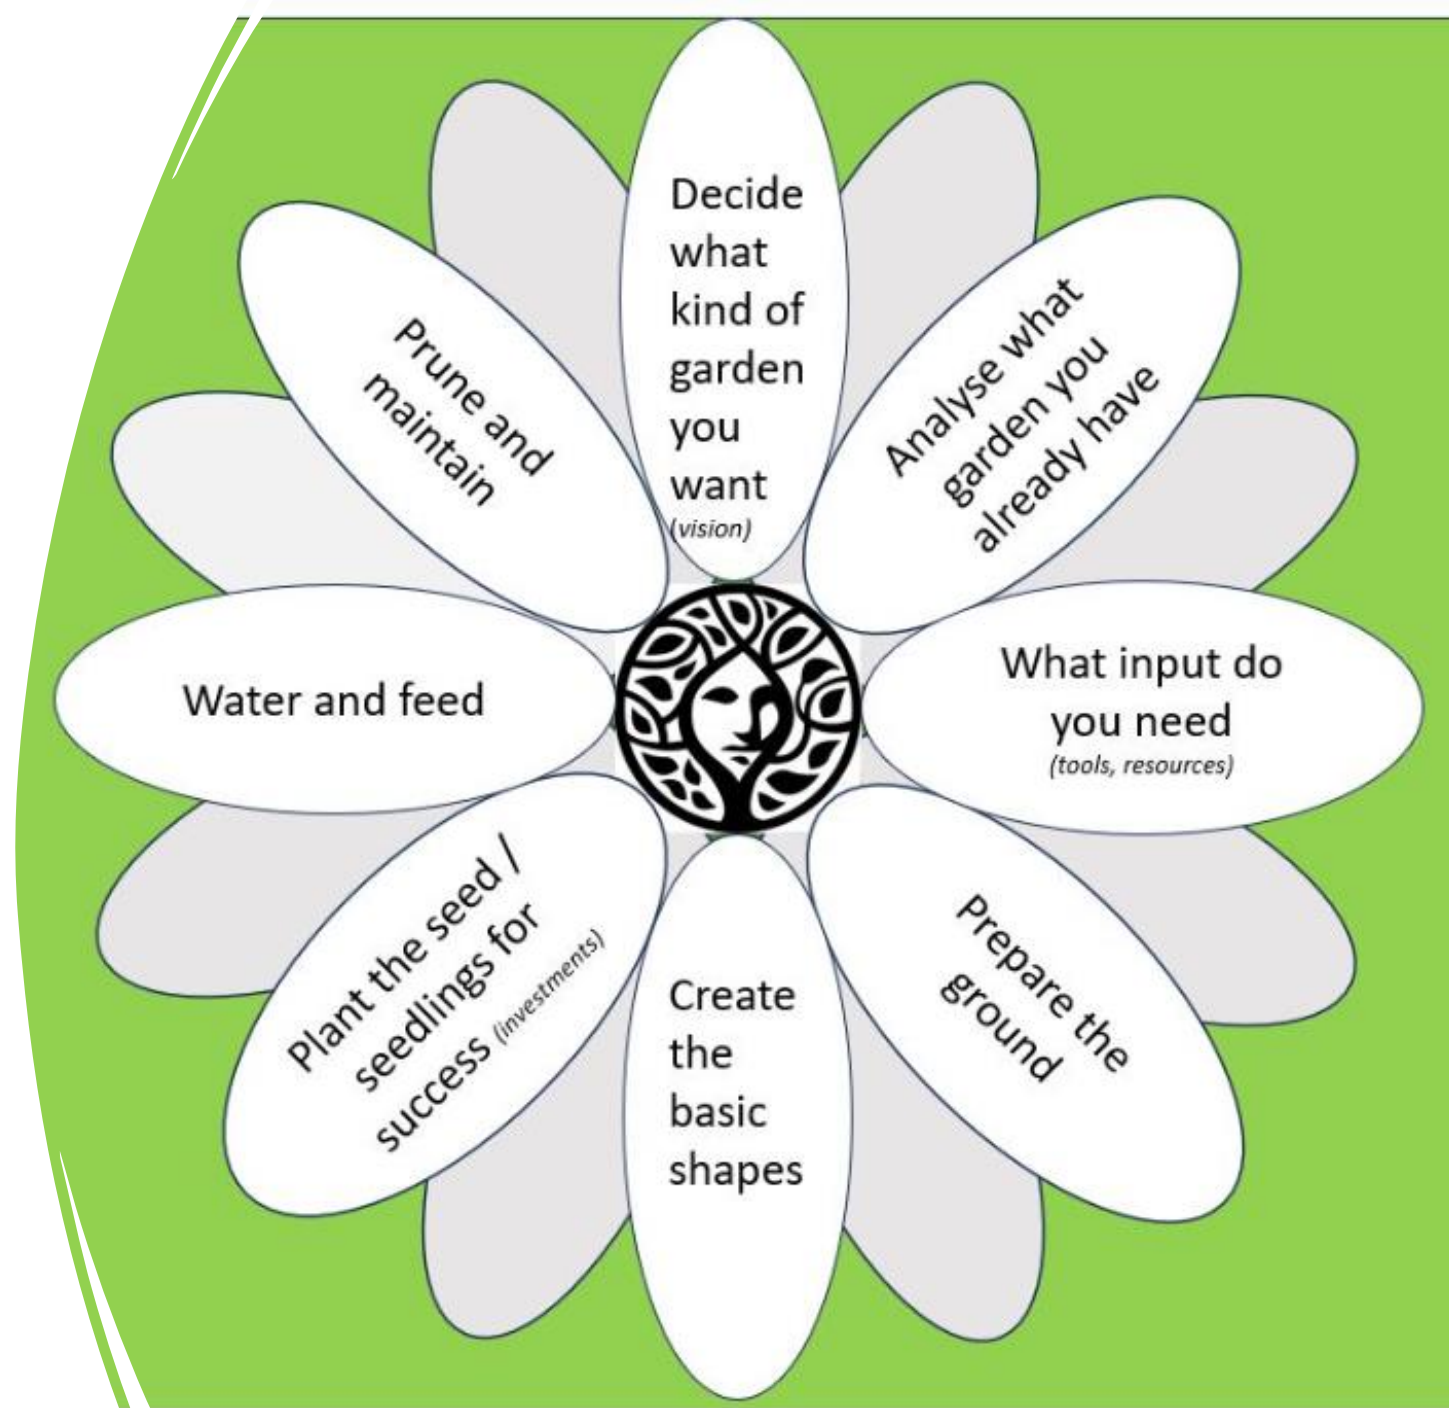 Decide
what
kind of
garden
you
want
(vision)
Analyse what
garden you
already have
What input do
you need
(tools, resources)
Prepare the
ground
Create
the
basic
shapes
Plant the seed /
seedlings for
success (investments)
Water and feed
Prune and
maintain